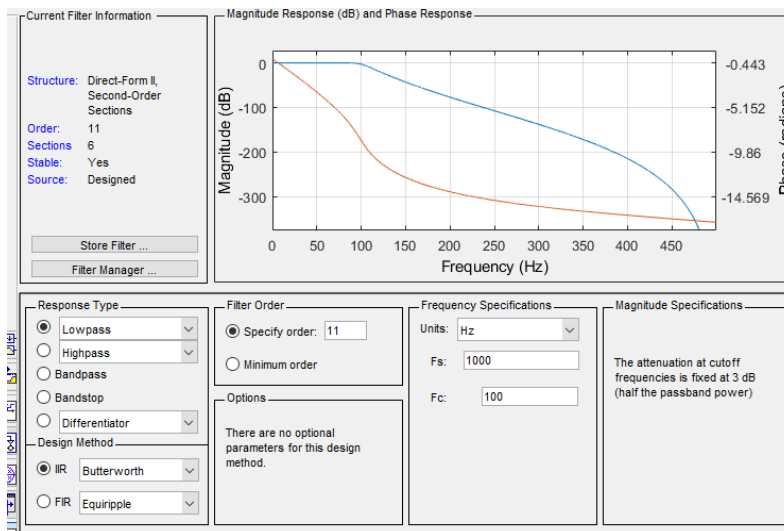 Current Filter Information
Structure: Direct-Form II,
Second-Order
Sections
Order: 11
Sections 6
Stable: Yes
Source: Designed
Store Filter ...
Filter Manager ...
Magnitude Response (dB) and Phase Response
Magnitude (dB)
0
-100
-200
-300
-0.443
-5.152
-9.86
-14.569
Phase (radians)
0 50 100 150 200 250 300 350 400 450
Frequency (Hz)
Response Type
Lowpass
Highpass
Bandpass
Bandstop
Differentiator
Design Method
IIR Butterworth
FIR Equiripple
Filter Order
Specify order: 11
Minimum order
Options
There are no optional
parameters for this design
method.
Frequency Specifications
Units: Hz
Fs: 1000
Fc: 100
Magnitude Specifications
The attenuation at cutoff
frequencies is fixed at 3 dB
(half the passband power)